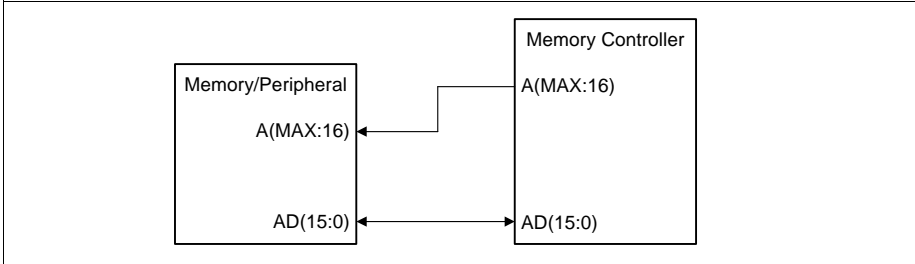 Memory Controller
Memory/Peripheral
A(MAX:16)
A(MAX:16)
AD(15:0)
AD(15:0)